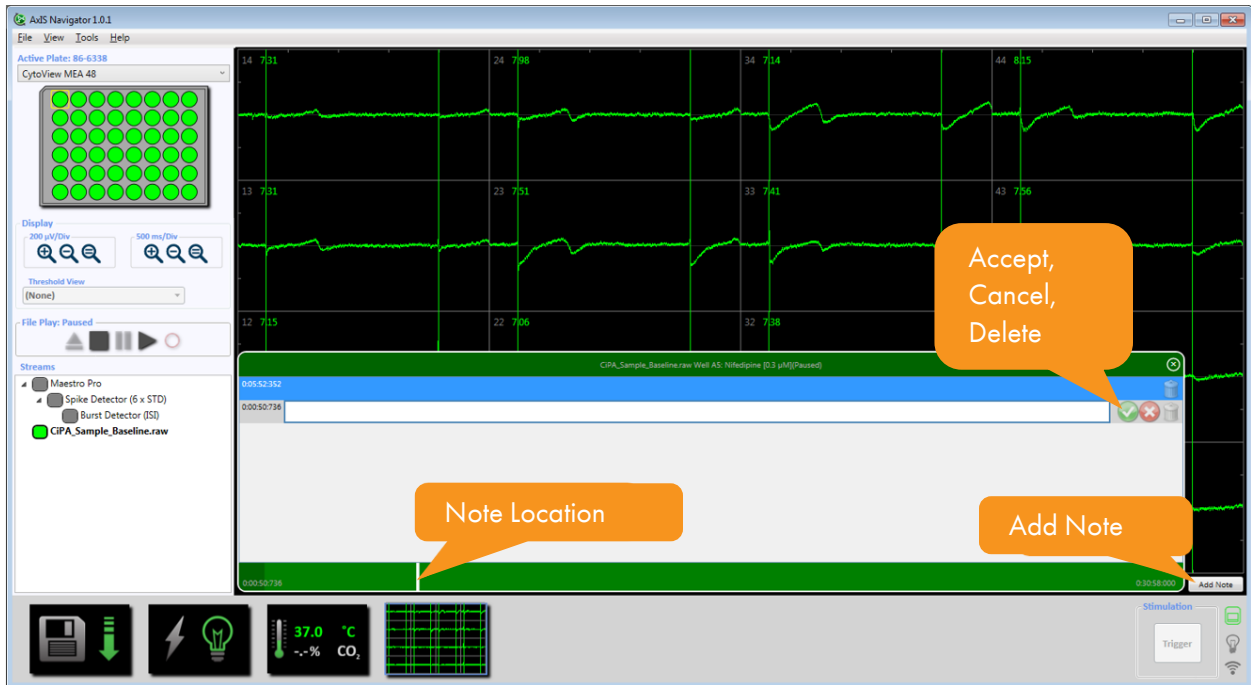 AxIS Navigator 1.0.1
File View Tools Help
Active Plate: 86-6338
CytoView MEA 48
Display
200 µV/Div
500 ms/Div
Threshold View
(None)
File Play: Paused
Streams
Maestro Pro
Spike Detector (6 x STD)
Burst Detector (ISI)
CiPA_Sample_Baseline.raw
14 7.31
24 7.98
34 7.14
44 8.15
13 7.31
23 7.51
33 7.41
43 7.56
12 7.15
22 7.06
32 7.38
Accept,
Cancel,
Delete
CiPA_Sample_Baseline.raw Well A5: Nifedipine [0.3 µM](Paused)
0:05:52:352
0:00:50:736
Note Location
Add Note
0:00:50:736
0:30:58:000
Add Note
37.0 °C
-.-% CO₂
Stimulation
Trigger